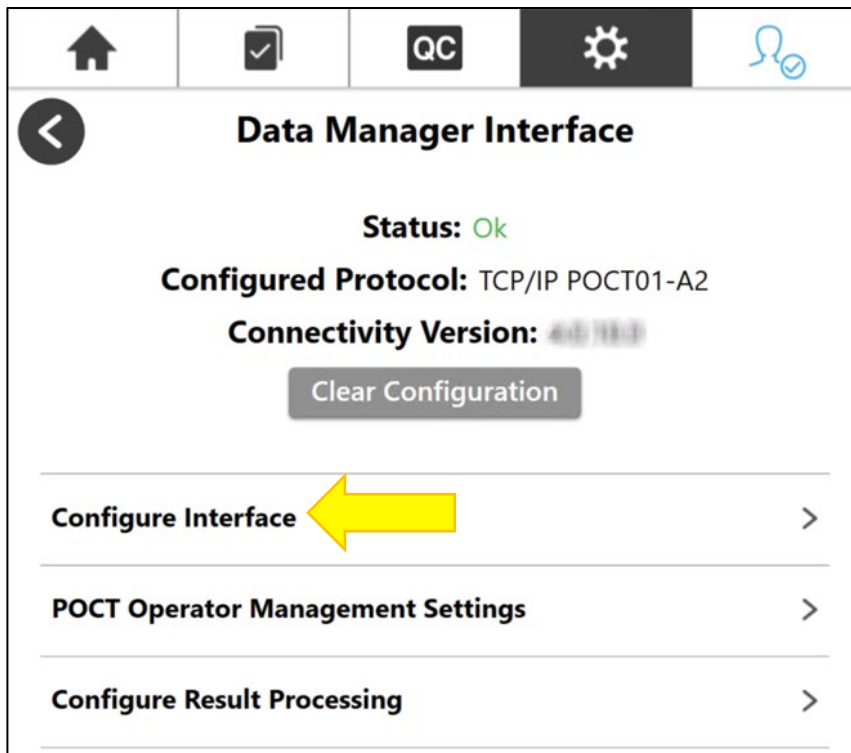 QC
Data Manager Interface
Status: Ok
Configured Protocol: TCP/IP POCT01-A2
Connectivity Version:
Clear Configuration
Configure Interface
POCT Operator Management Settings
Configure Result Processing